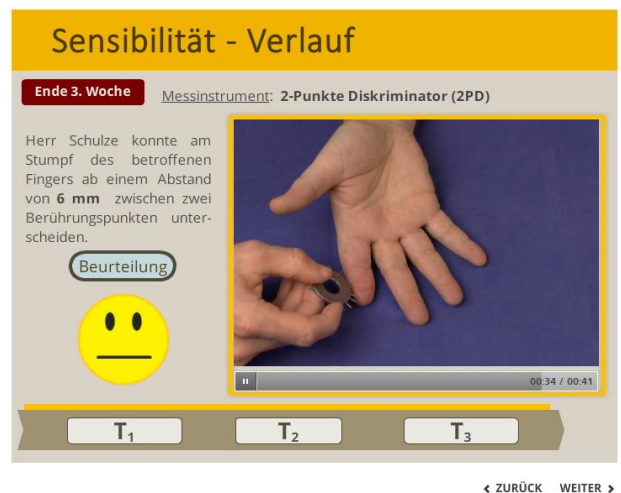 Sensibilität - Verlauf
Ende 3. Woche
Messinstrument: 2-Punkte Diskriminator (2PD)
Herr Schulze konnte am
Stumpf des betroffenen
Fingers ab einem Abstand
von 6 mm zwischen zwei
Berührungspunkten unter-
scheiden.
Beurteilung
00:34 / 00:41
T1
T2
T3
ZURÜCK WEITER